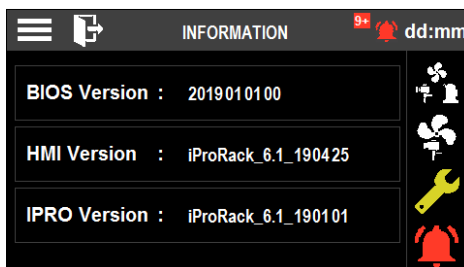 INFORMATION 9+ dd:mm
BIOS Version : 2019010100
HMI Version : iProRack_6.1_190425
IPRO Version : iProRack_6.1_190101